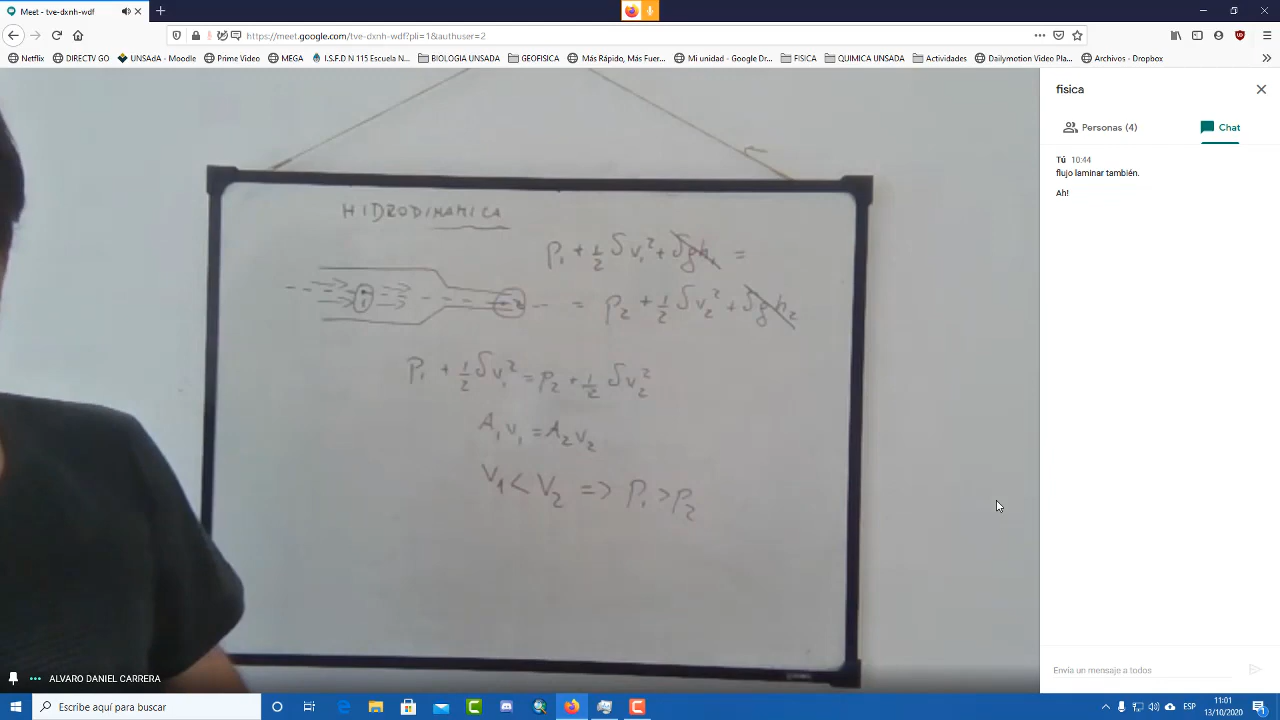 Meet - tve-dxnh-wdf
https://meet.google.com/tve-dxnh-wdf?pli=1&authuser=2
Netflix DIRECTV GO UNSAdA - Moodle Prime Video MEGA I.S.F.D N 115 Escuela N... BIOLOGIA UNSADA GEOFISICA Más Rápido, Más Fuer... Mi unidad - Google Dr... FISICA QUIMICA UNSADA Actividades Dailymotion Video Play... Archivos - Dropbox
fisica
Personas (4) Chat
Tú 10:44
flujo laminar también.
Ah!
HIDRODINAMICA
p₁ + ½ δ v₁² + δgh₁ =
= p₂ + ½ δ v₂² + δgh₂
1 2
p₁ + ½ δ v₁² = p₂ + ½ δ v₂²
A₁ v₁ = A₂ v₂
V₁ < V₂ => p₁ > p₂
Envía un mensaje a todos
ALVARO DANIEL CARRERA
Escribe aquí para buscar
ESP
11:01
13/10/2020